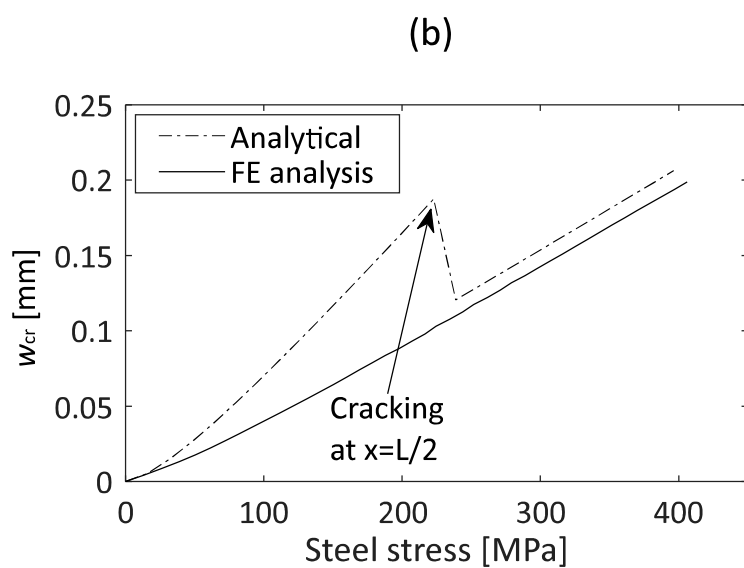 (b)
0.25
0.2
0.15
0.1
0.05
0
w_cr [mm]
Analytical
FE analysis
Cracking
at x=L/2
0 100 200 300 400
Steel stress [MPa]